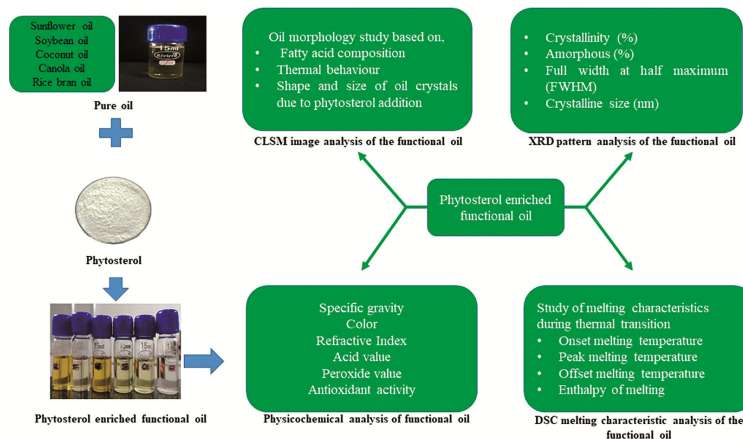 Sunflower oil
Soybean oil
Coconut oil
Canola oil
Rice bran oil
15ml
Pure oil
Phytosterol
15ml
Phytosterol enriched functional oil
Oil morphology study based on,
• Fatty acid composition
• Thermal behaviour
• Shape and size of oil crystals
due to phytosterol addition
CLSM image analysis of the functional oil
• Crystallinity (%)
• Amorphous (%)
• Full width at half maximum
(FWHM)
• Crystalline size (nm)
XRD pattern analysis of the functional oil
Phytosterol enriched
functional oil
Specific gravity
Color
Refractive Index
Acid value
Peroxide value
Antioxidant activity
Physicochemical analysis of functional oil
Study of melting characteristics
during thermal transition
• Onset melting temperature
• Peak melting temperature
• Offset melting temperature
• Enthalpy of melting
DSC melting characteristic analysis of the
functional oil